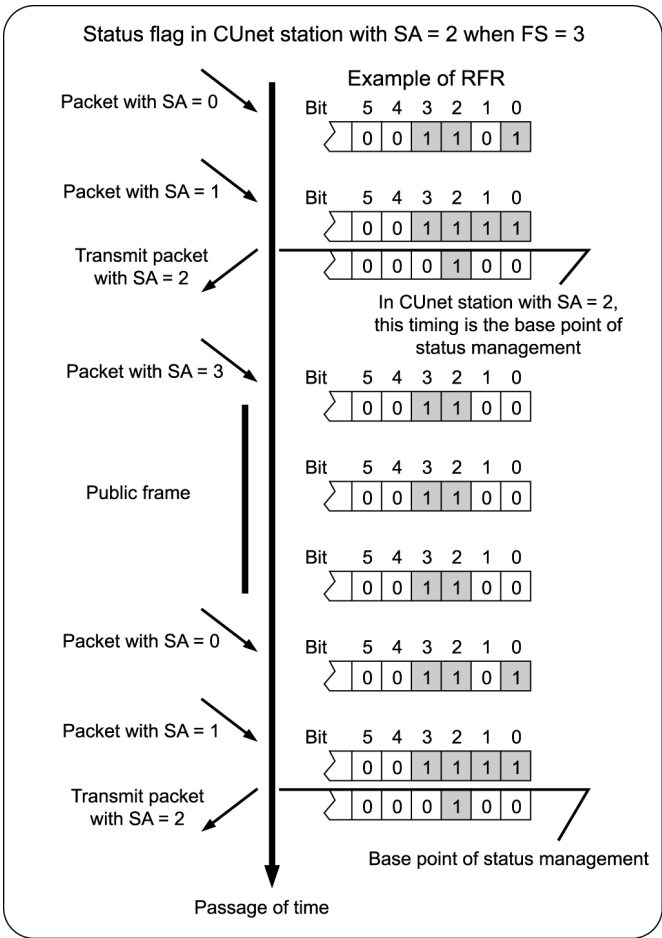 Status flag in CUnet station with SA = 2 when FS = 3
Example of RFR
Packet with SA = 0
Bit 5 4 3 2 1 0
0 0 1 1 0 1
Packet with SA = 1
Bit 5 4 3 2 1 0
0 0 1 1 1 1
Transmit packet
with SA = 2
0 0 0 1 0 0
In CUnet station with SA = 2,
this timing is the base point of
status management
Packet with SA = 3
Bit 5 4 3 2 1 0
0 0 1 1 0 0
Public frame
Bit 5 4 3 2 1 0
0 0 1 1 0 0
Bit 5 4 3 2 1 0
0 0 1 1 0 0
Packet with SA = 0
Bit 5 4 3 2 1 0
0 0 1 1 0 1
Packet with SA = 1
Bit 5 4 3 2 1 0
0 0 1 1 1 1
Transmit packet
with SA = 2
0 0 0 1 0 0
Base point of status management
Passage of time